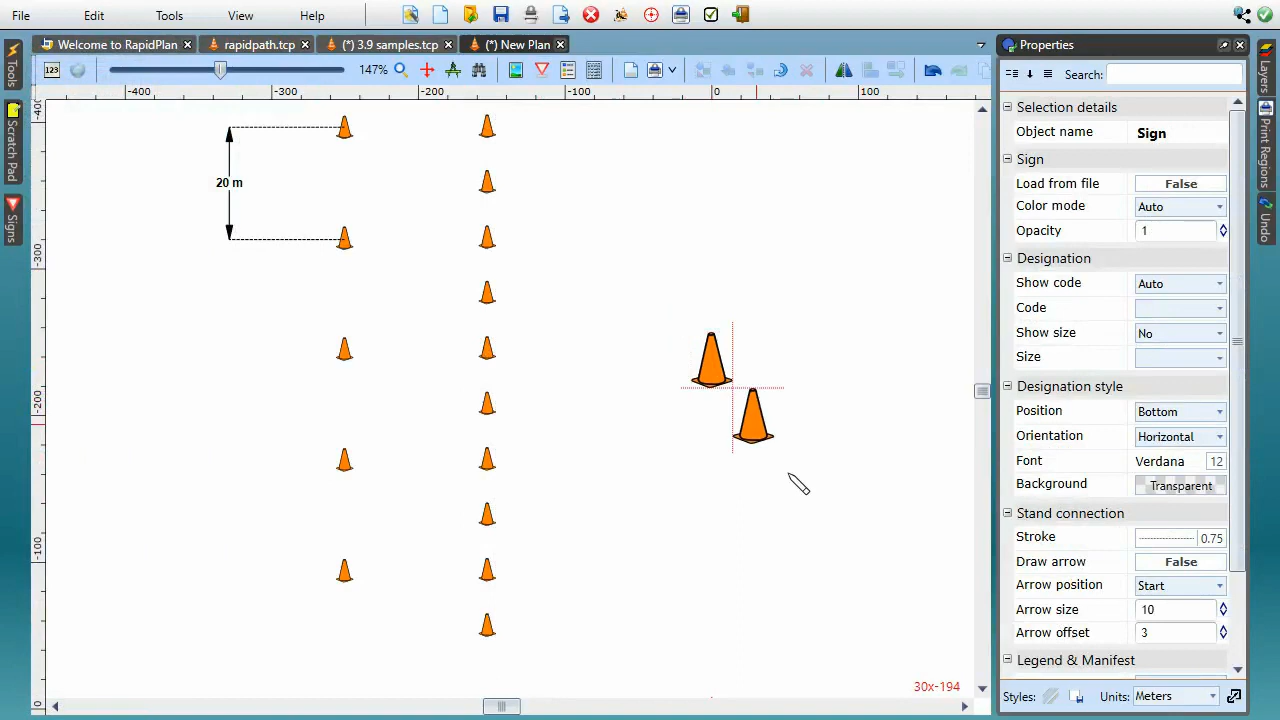 File Edit Tools View Help
Welcome to RapidPlan rapidpath.tcp (*) 3.9 samples.tcp (*) New Plan
Properties
123 147%
Search:
-400 -300 -200 -100 0 100
-400
-300
-200
-100
0
20 m
30x-194
Tools
Scratch Pad
Signs
Selection details
Object name Sign
Sign
Load from file False
Color mode Auto
Opacity 1
Designation
Show code Auto
Code
Show size No
Size
Designation style
Position Bottom
Orientation Horizontal
Font Verdana 12
Background Transparent
Stand connection
Stroke 0.75
Draw arrow False
Arrow position Start
Arrow size 10
Arrow offset 3
Legend & Manifest
Styles: Units: Meters
Layers
Print Regions
Undo